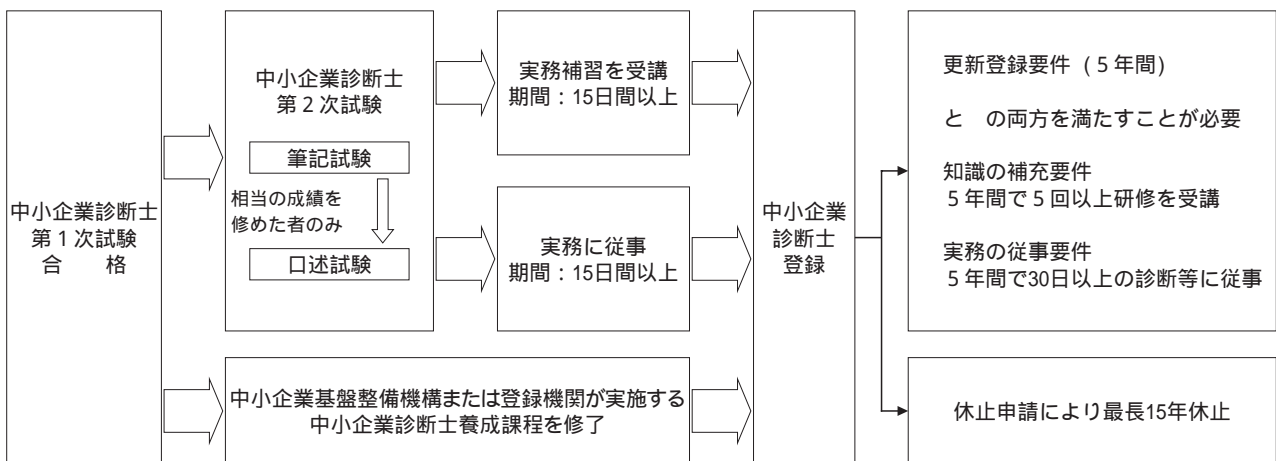 中小企業診断士
第１次試験
合　　格
中小企業診断士
第２次試験
筆記試験
相当の成績を
修めた者のみ
口述試験
実務補習を受講
期間：15日間以上
実務に従事
期間：15日間以上
中小企業基盤整備機構または登録機関が実施する
中小企業診断士養成課程を修了
中小企業
診断士
登録
更新登録要件（５年間）
と　の両方を満たすことが必要
知識の補充要件
５年間で５回以上研修を受講
実務の従事要件
５年間で30日以上の診断等に従事
休止申請により最長15年休止